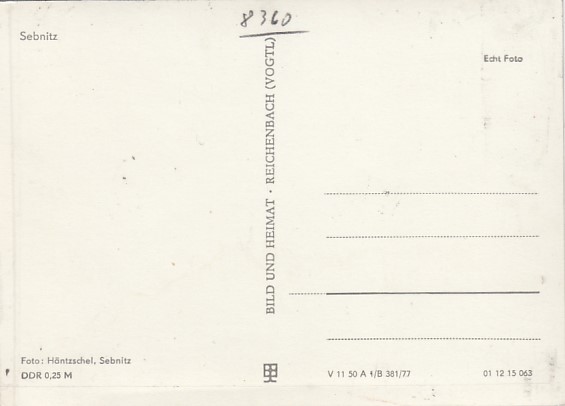 8360
Sebnitz
Echt Foto
BILD UND HEIMAT · REICHENBACH (VOGTL)
Foto: Häntzschel, Sebnitz
DDR 0,25 M
V 11 50 A 1/B 381/77
01 12 15 063